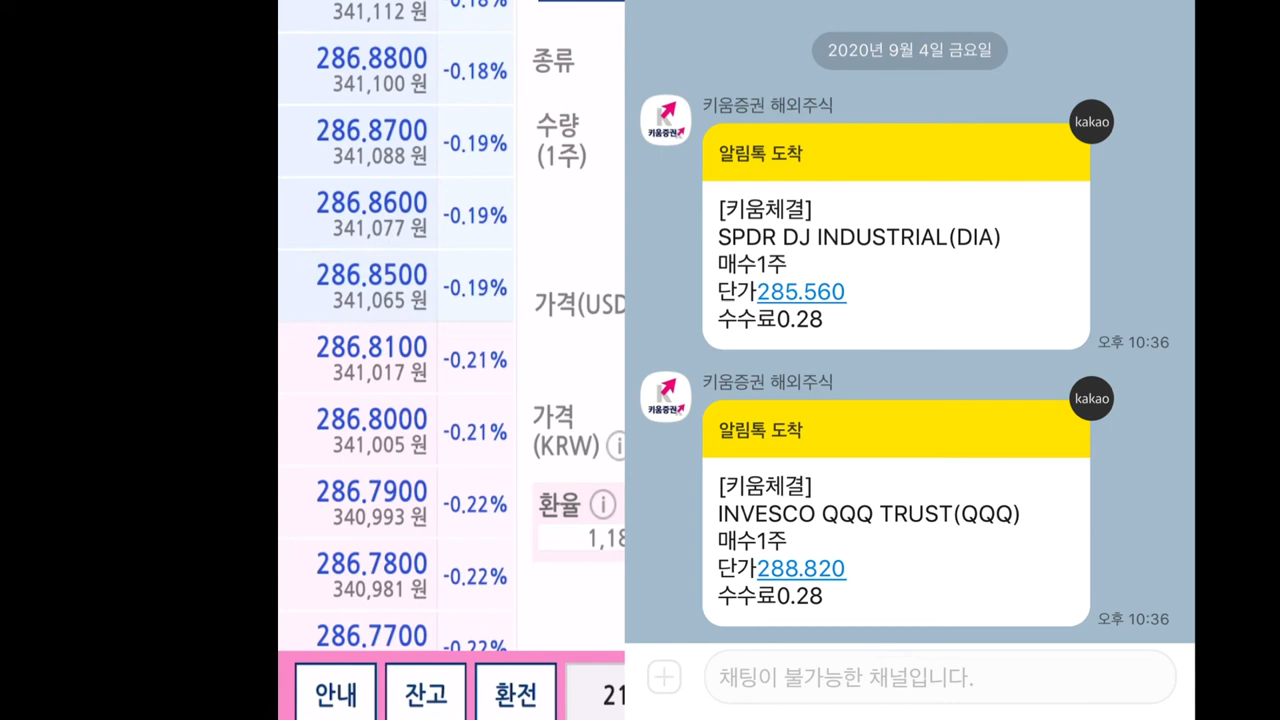 341,112 원
-0.18%
286.8800
341,100 원
-0.18%
286.8700
341,088 원
-0.19%
286.8600
341,077 원
-0.19%
286.8500
341,065 원
-0.19%
286.8100
341,017 원
-0.21%
286.8000
341,005 원
-0.21%
286.7900
340,993 원
-0.22%
286.7800
340,981 원
-0.22%
286.7700
-0.22%
종류
수량
(1주)
가격(USD
가격
(KRW) i
환율 i
1,18
안내
잔고
환전
21
2020년 9월 4일 금요일
키움증권 해외주식
키움증권
kakao
알림톡 도착
[키움체결]
SPDR DJ INDUSTRIAL(DIA)
매수1주
단가285.560
수수료0.28
오후 10:36
키움증권 해외주식
키움증권
kakao
알림톡 도착
[키움체결]
INVESCO QQQ TRUST(QQQ)
매수1주
단가288.820
수수료0.28
오후 10:36
채팅이 불가능한 채널입니다.